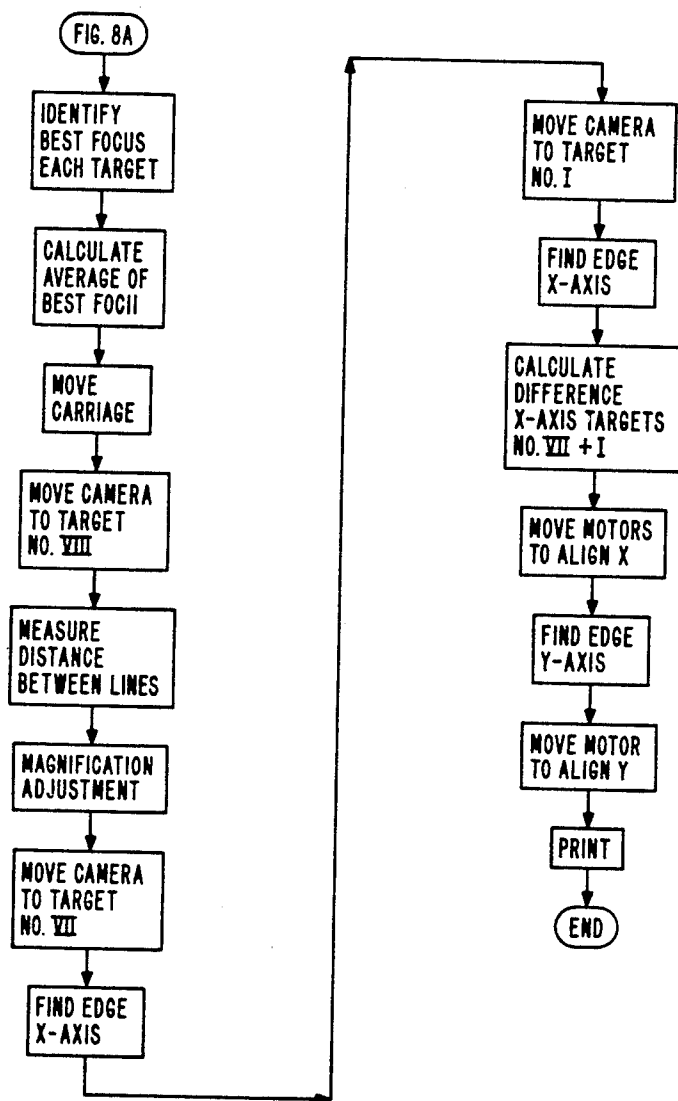 FIG. 8A
IDENTIFY
BEST FOCUS
EACH TARGET
CALCULATE
AVERAGE OF
BEST FOCII
MOVE
CARRIAGE
MOVE CAMERA
TO TARGET
NO. VIII
MEASURE
DISTANCE
BETWEEN LINES
MAGNIFICATION
ADJUSTMENT
MOVE CAMERA
TO TARGET
NO. VII
FIND EDGE
X-AXIS
MOVE CAMERA
TO TARGET
NO. I
FIND EDGE
X-AXIS
CALCULATE
DIFFERENCE
X-AXIS TARGETS
NO. VII + I
MOVE MOTORS
TO ALIGN X
FIND EDGE
Y-AXIS
MOVE MOTOR
TO ALIGN Y
PRINT
END